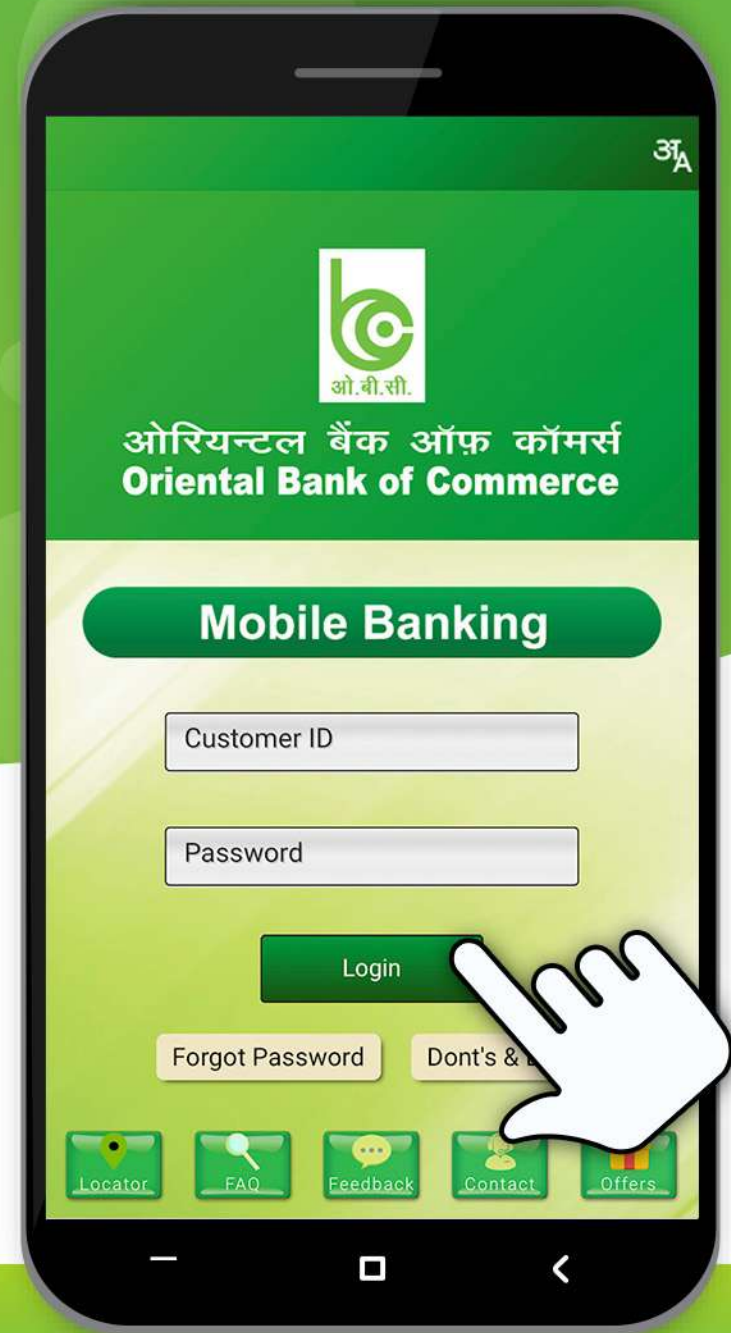 अA
ओ.बी.सी.
ओरियन्टल बैंक ऑफ़ कॉमर्स
Oriental Bank of Commerce
Mobile Banking
Customer ID
Password
Login
Forgot Password
Dont's &
Locator
FAQ
Feedback
Contact
Offers